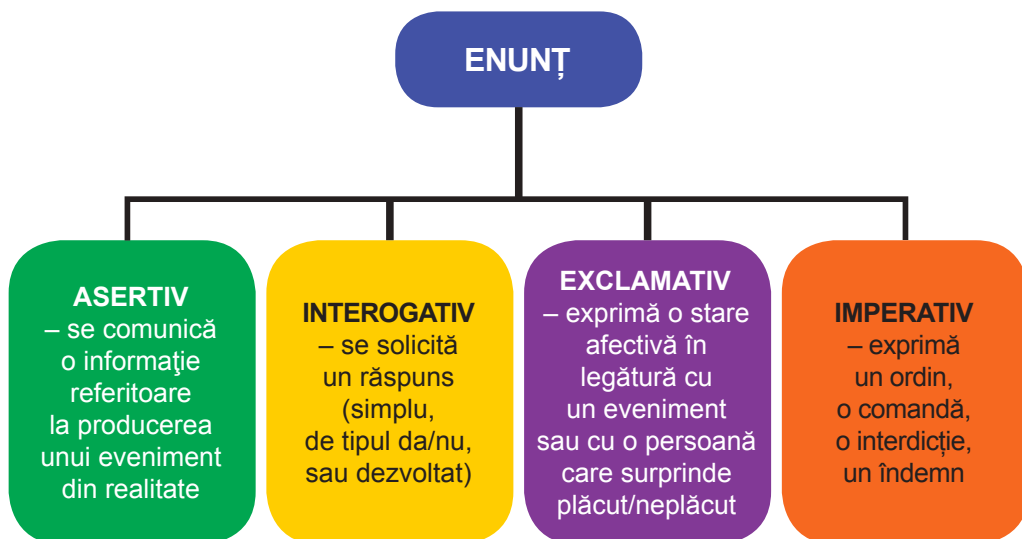 ENUNȚ
ASERTIV
– se comunică
o informaţie
referitoare
la producerea
unui eveniment
din realitate
INTEROGATIV
– se solicită
un răspuns
(simplu,
de tipul da/nu,
sau dezvoltat)
EXCLAMATIV
– exprimă o stare
afectivă în
legătură cu
un eveniment
sau cu o persoană
care surprinde
plăcut/neplăcut
IMPERATIV
– exprimă
un ordin,
o comandă,
o interdicție,
un îndemn